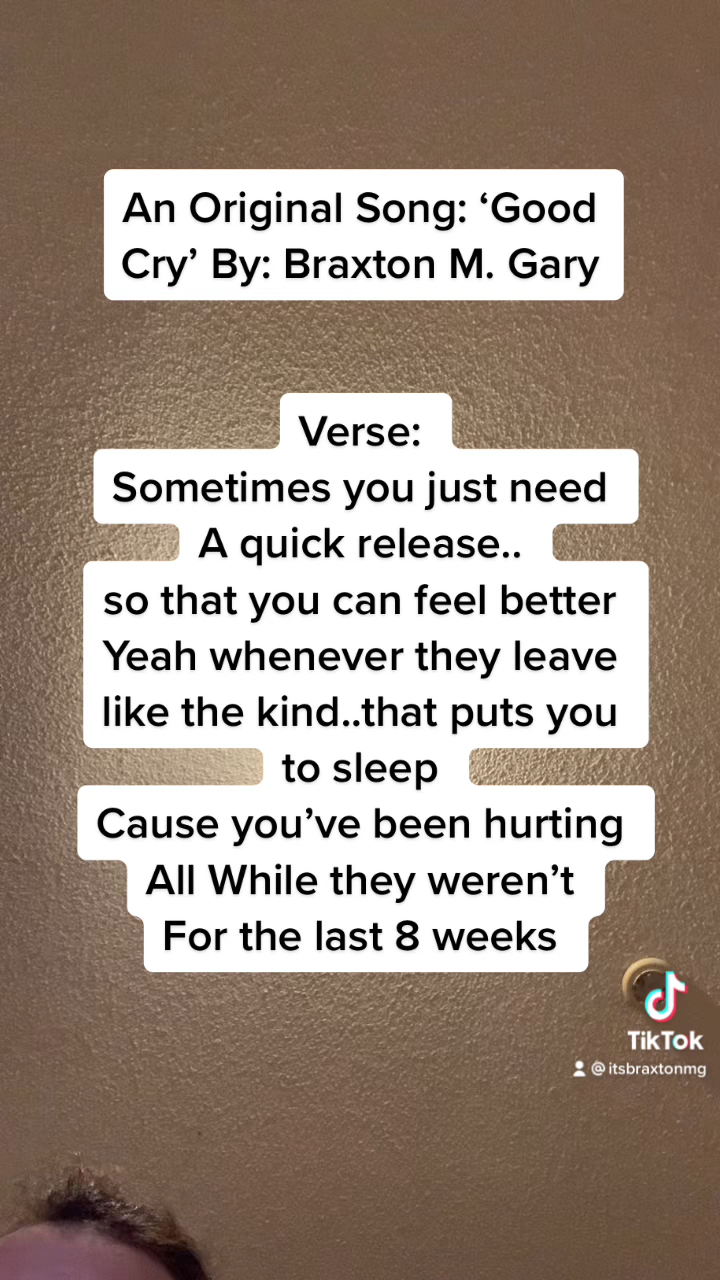 An Original Song: ‘Good
Cry’ By: Braxton M. Gary
Verse:
Sometimes you just need
A quick release..
so that you can feel better
Yeah whenever they leave
like the kind..that puts you
to sleep
Cause you’ve been hurting
All While they weren’t
For the last 8 weeks
TikTok
@itsbraxtonmg